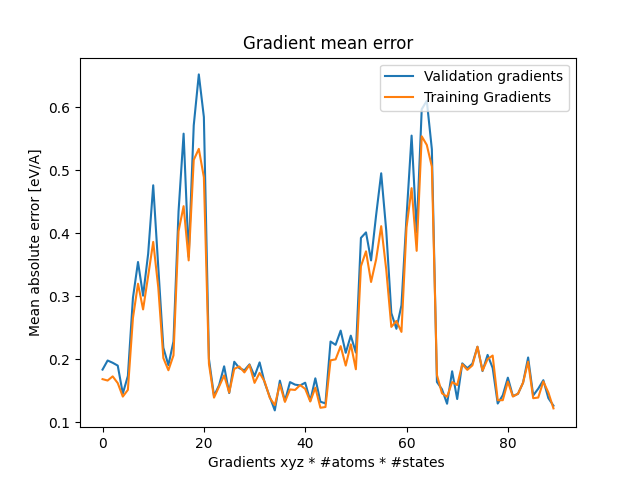 Gradient mean error
Validation gradients
Training Gradients
Mean absolute error [eV/A]
0.6
0.5
0.4
0.3
0.2
0.1
0 20 40 60 80
Gradients xyz * #atoms * #states